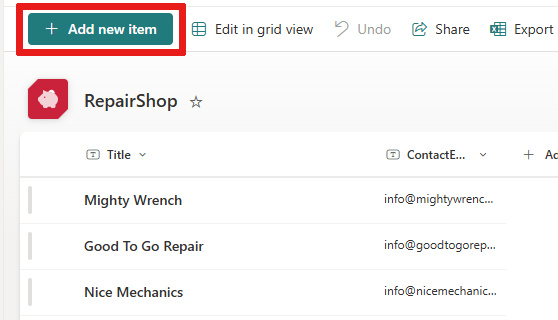 + Add new item Edit in grid view Undo Share Export
RepairShop
Title ContactE... + Ad
Mighty Wrench info@mightywrenc...
Good To Go Repair info@goodtogorep...
Nice Mechanics info@nicemechanic...